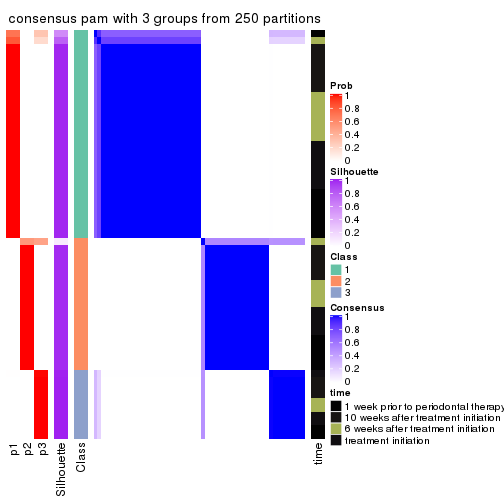 consensus pam with 3 groups from 250 partitions
Prob
1
0.8
0.6
0.4
0.2
0
Silhouette
1
0.8
0.6
0.4
0.2
0
Class
1
2
3
Consensus
1
0.8
0.6
0.4
0.2
0
time
1 week prior to periodontal therapy
10 weeks after treatment initiation
6 weeks after treatment initiation
treatment initiation
p1
p2
p3
Silhouette
Class
time